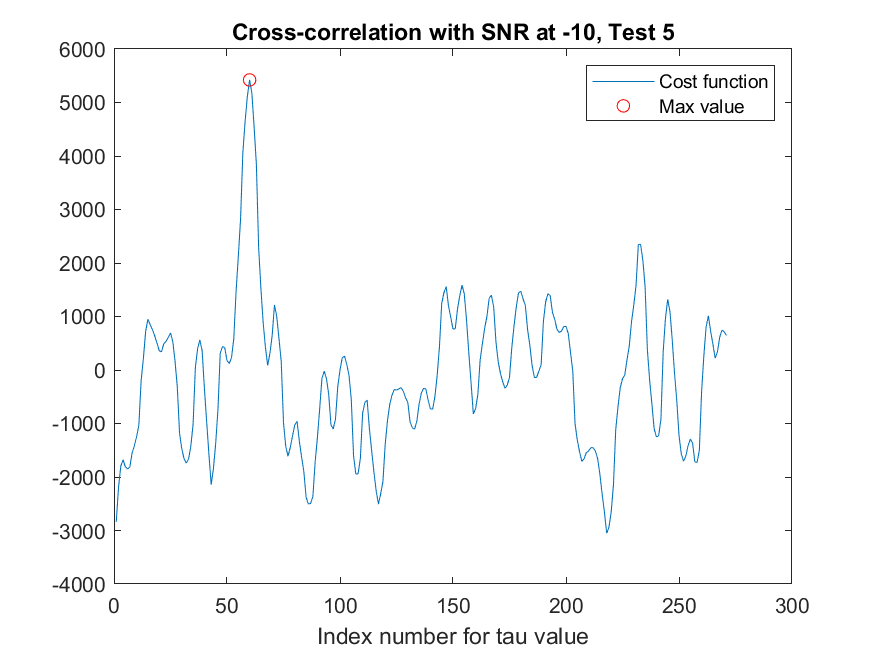 Cross-correlation with SNR at -10, Test 5
6000
5000
4000
3000
2000
1000
0
-1000
-2000
-3000
-4000
Cost function
Max value
0 50 100 150 200 250 300
Index number for tau value